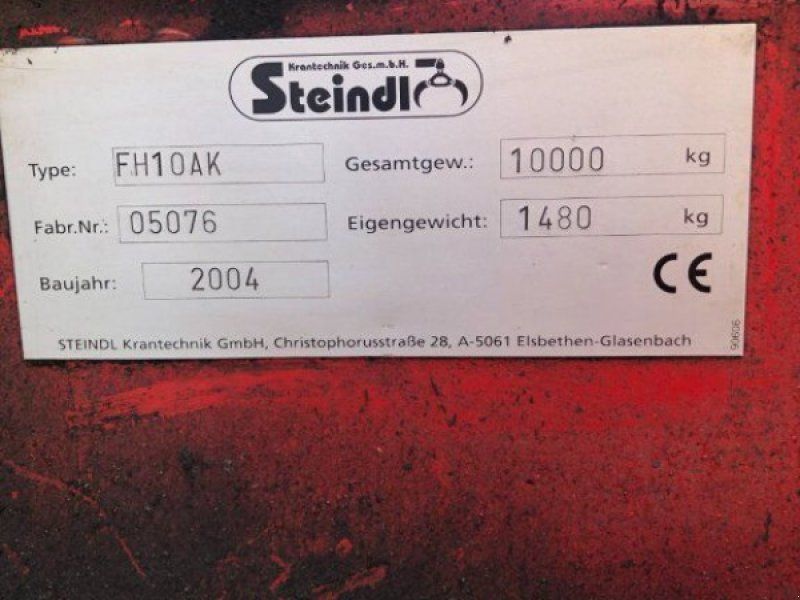 Krantechnik Ges.m.b.H.
Steindl
Type: FH10AK Gesamtgew.: 10000 kg
Fabr.Nr.: 05076 Eigengewicht: 1480 kg
Baujahr: 2004 CE
STEINDL Krantechnik GmbH, Christophorusstraße 28, A-5061 Elsbethen-Glasenbach